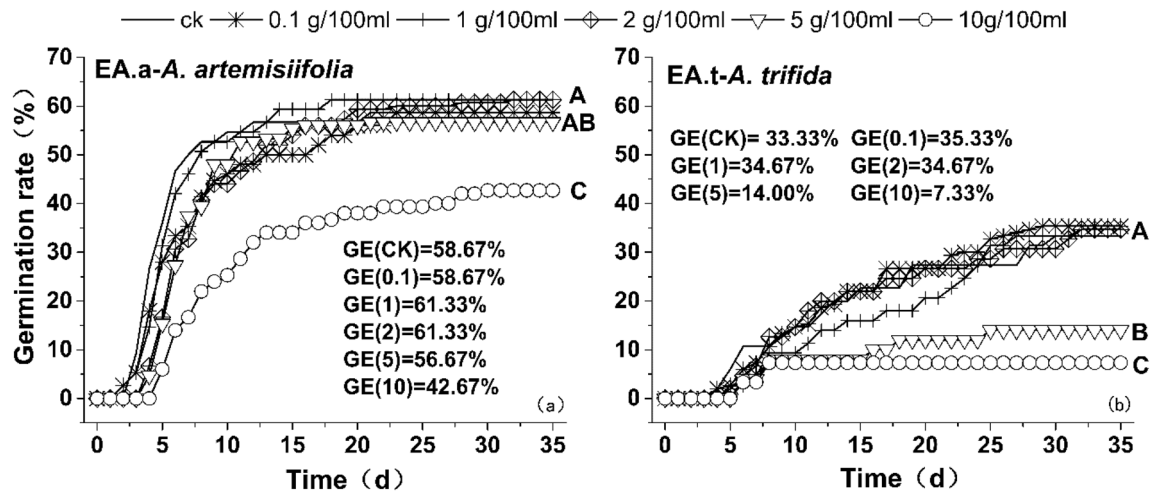 ck 0.1 g/100ml 1 g/100ml 2 g/100ml 5 g/100ml 10g/100ml
EA.a-A. artemisiifolia
Germination rate (%)
70
60
50
40
30
20
10
0
A
AB
C
GE(CK)=58.67%
GE(0.1)=58.67%
GE(1)=61.33%
GE(2)=61.33%
GE(5)=56.67%
GE(10)=42.67%
(a)
0 5 10 15 20 25 30 35
Time (d)
EA.t-A. trifida
70
60
50
40
30
20
10
0
GE(CK)= 33.33% GE(0.1)=35.33%
GE(1)=34.67% GE(2)=34.67%
GE(5)=14.00% GE(10)=7.33%
A
B
C
(b)
0 5 10 15 20 25 30 35
Time (d)